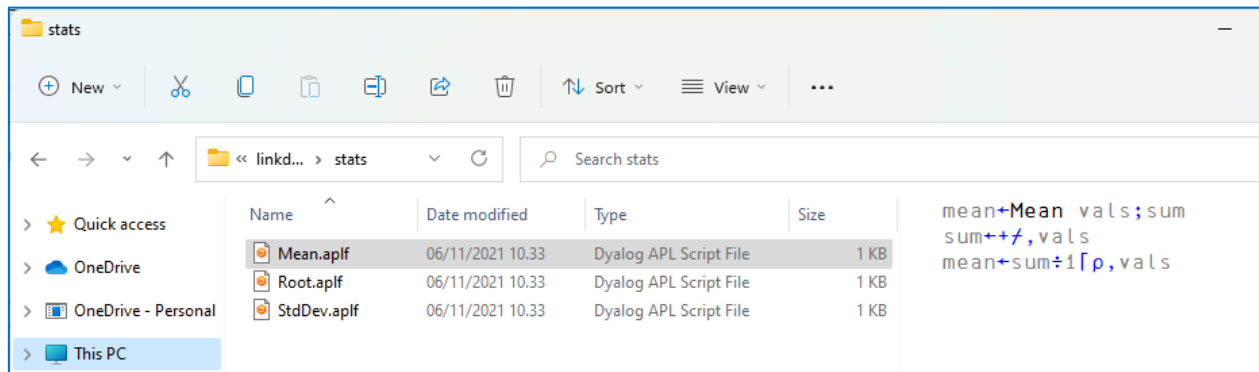 stats
New
Sort
View
« linkd... > stats
Search stats
Quick access
OneDrive
OneDrive - Personal
This PC
Name Date modified Type Size
Mean.aplf 06/11/2021 10.33 Dyalog APL Script File 1 KB
Root.aplf 06/11/2021 10.33 Dyalog APL Script File 1 KB
StdDev.aplf 06/11/2021 10.33 Dyalog APL Script File 1 KB
mean←Mean vals;sum
sum←+⌿,vals
mean←sum÷1⌈⍴,vals